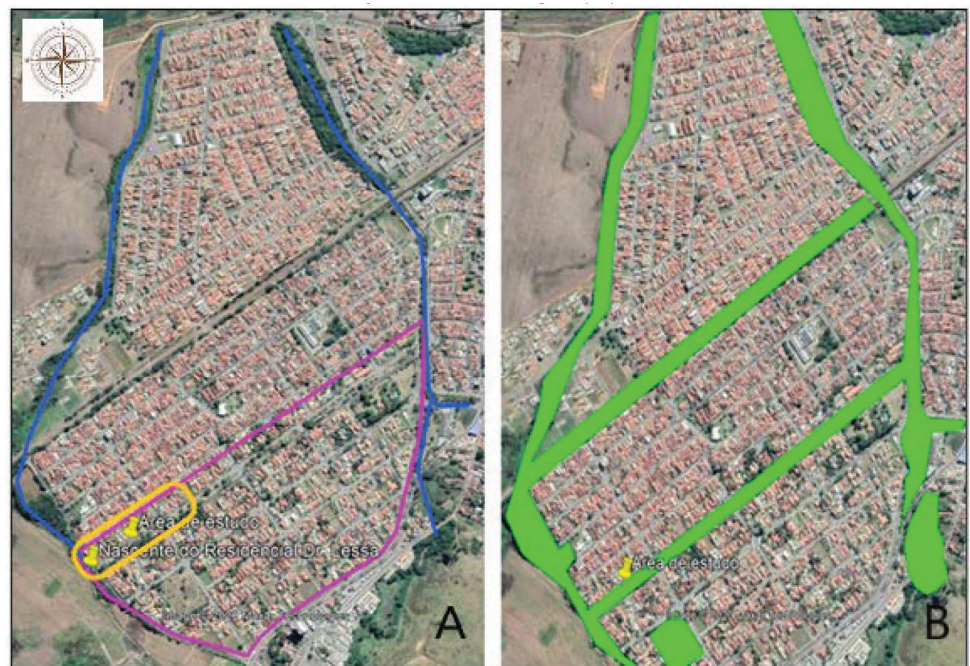 Área de estudo
Nascente do Residencial Dr. Lessa
A
Área de estudo
B